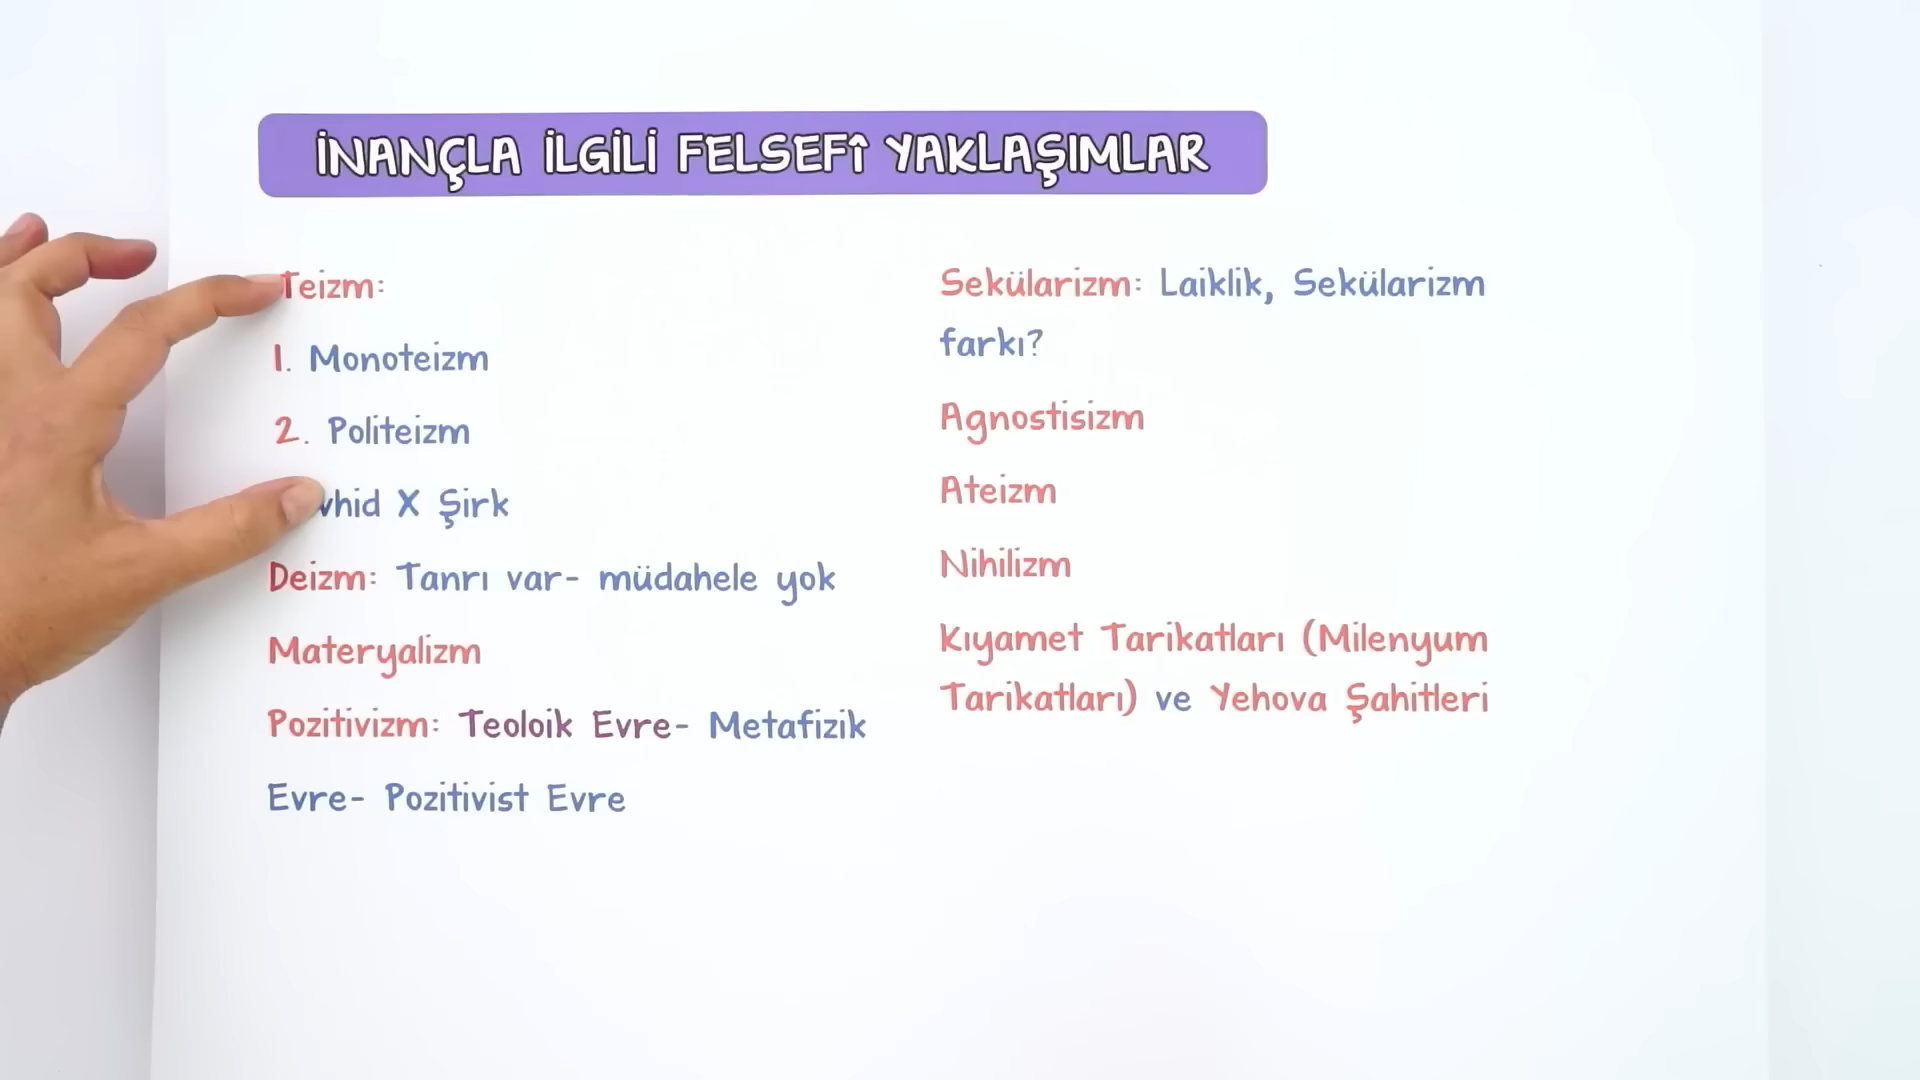 İNANÇLA İLGİLİ FELSEFÎ YAKLAŞIMLAR
Teizm:
1. Monoteizm
2. Politeizm
X Şirk
Deizm: Tanrı var- müdahele yok
Materyalizm
Pozitivizm: Teoloik Evre- Metafizik
Evre- Pozitivist Evre
Sekülarizm: Laiklik, Sekülarizm
farkı?
Agnostisizm
Ateizm
Nihilizm
Kıyamet Tarikatları (Milenyum
Tarikatları) ve Yehova Şahitleri